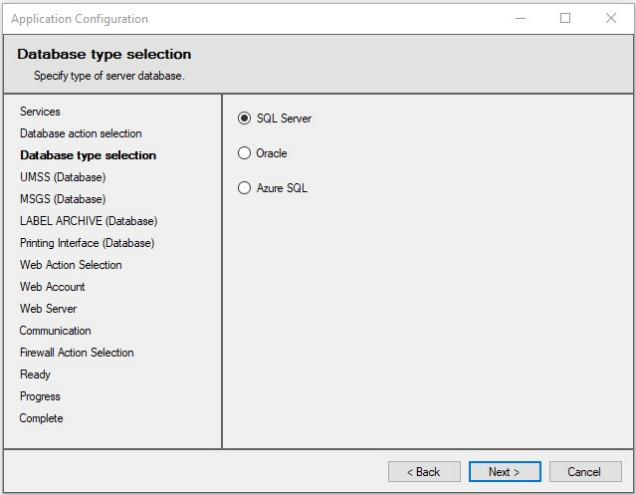 Application Configuration
Database type selection
Specify type of server database.
Services
Database action selection
Database type selection
UMSS (Database)
MSGS (Database)
LABEL ARCHIVE (Database)
Printing Interface (Database)
Web Action Selection
Web Account
Web Server
Communication
Firewall Action Selection
Ready
Progress
Complete
SQL Server
Oracle
Azure SQL
< Back
Next >
Cancel